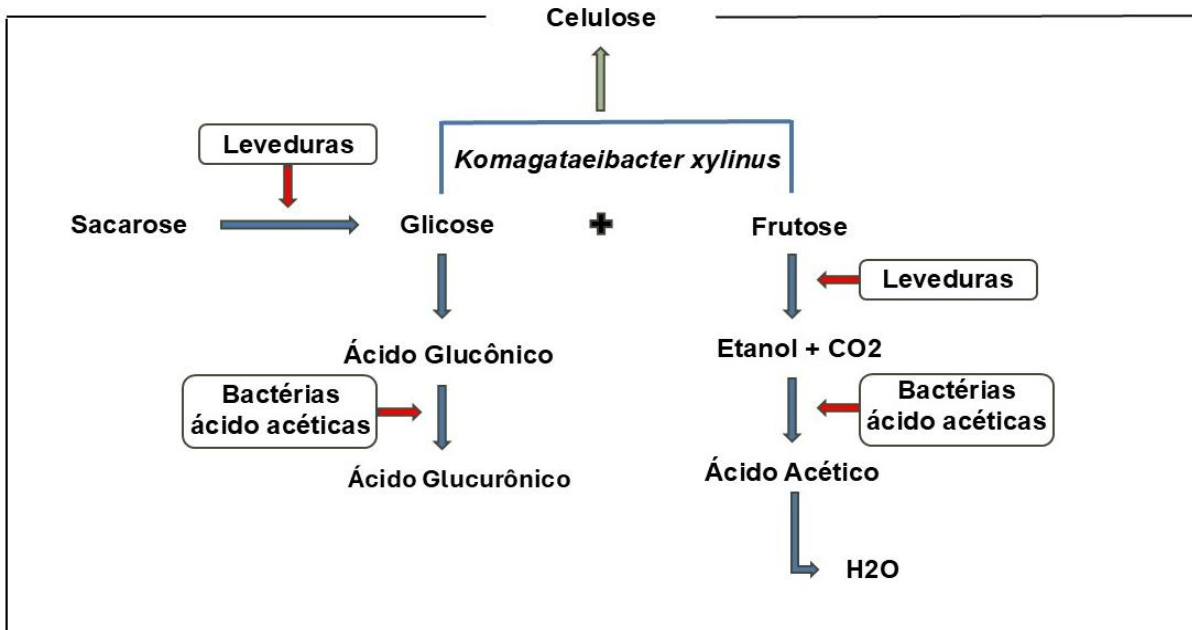 Celulose
Leveduras
Komagataeibacter xylinus
Sacarose
Glicose
+
Frutose
Leveduras
Ácido Glucônico
Etanol + CO2
Bactérias
ácido acéticas
Bactérias
ácido acéticas
Ácido Glucurônico
Ácido Acético
H2O